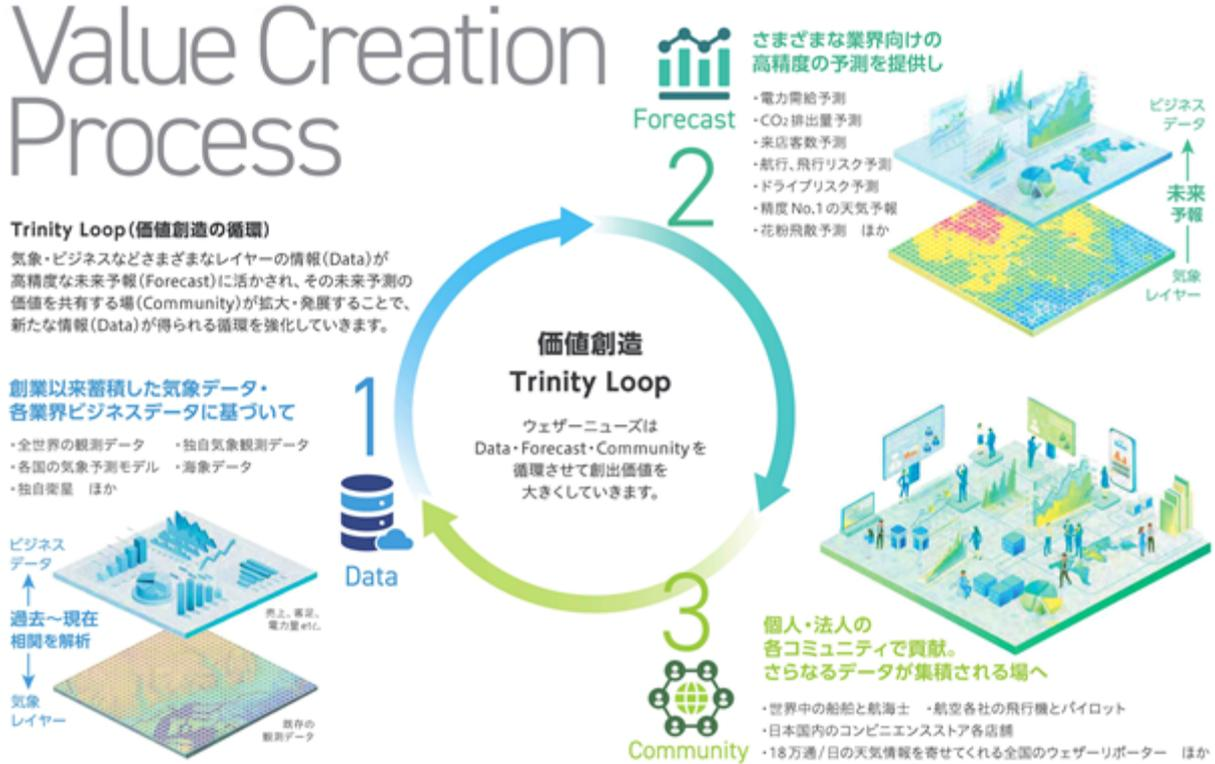 Value Creation
Process
Trinity Loop(価値創造の循環)
気象・ビジネスなどさまざまなレイヤーの情報(Data)が
高精度な未来予報(Forecast)に活かされ、その未来予測の
価値を共有する場(Community)が拡大・発展することで、
新たな情報(Data)が得られる循環を強化していきます。
創業以来蓄積した気象データ・
各業界ビジネスデータに基づいて
・全世界の観測データ ・独自気象観測データ
・各国の気象予測モデル ・海象データ
・独自衛星 ほか
1
Data
ビジネス
データ
過去〜現在
相関を解析
気象
レイヤー
売上、客足、
電力量etc.
既存の
観測データ
価値創造
Trinity Loop
ウェザーニューズは
Data・Forecast・Communityを
循環させて創出価値を
大きくしていきます。
Forecast
2
さまざまな業界向けの
高精度の予測を提供し
・電力需給予測
・CO2排出量予測
・来店客数予測
・航行、飛行リスク予測
・ドライブリスク予測
・精度No.1の天気予報
・花粉飛散予測 ほか
ビジネス
データ
未来
予報
気象
レイヤー
3
Community
個人・法人の
各コミュニティで貢献。
さらなるデータが集積される場へ
・世界中の船舶と航海士 ・航空各社の飛行機とパイロット
・日本国内のコンビニエンスストア各店舗
・18万通/日の天気情報を寄せてくれる全国のウェザーリポーター ほか